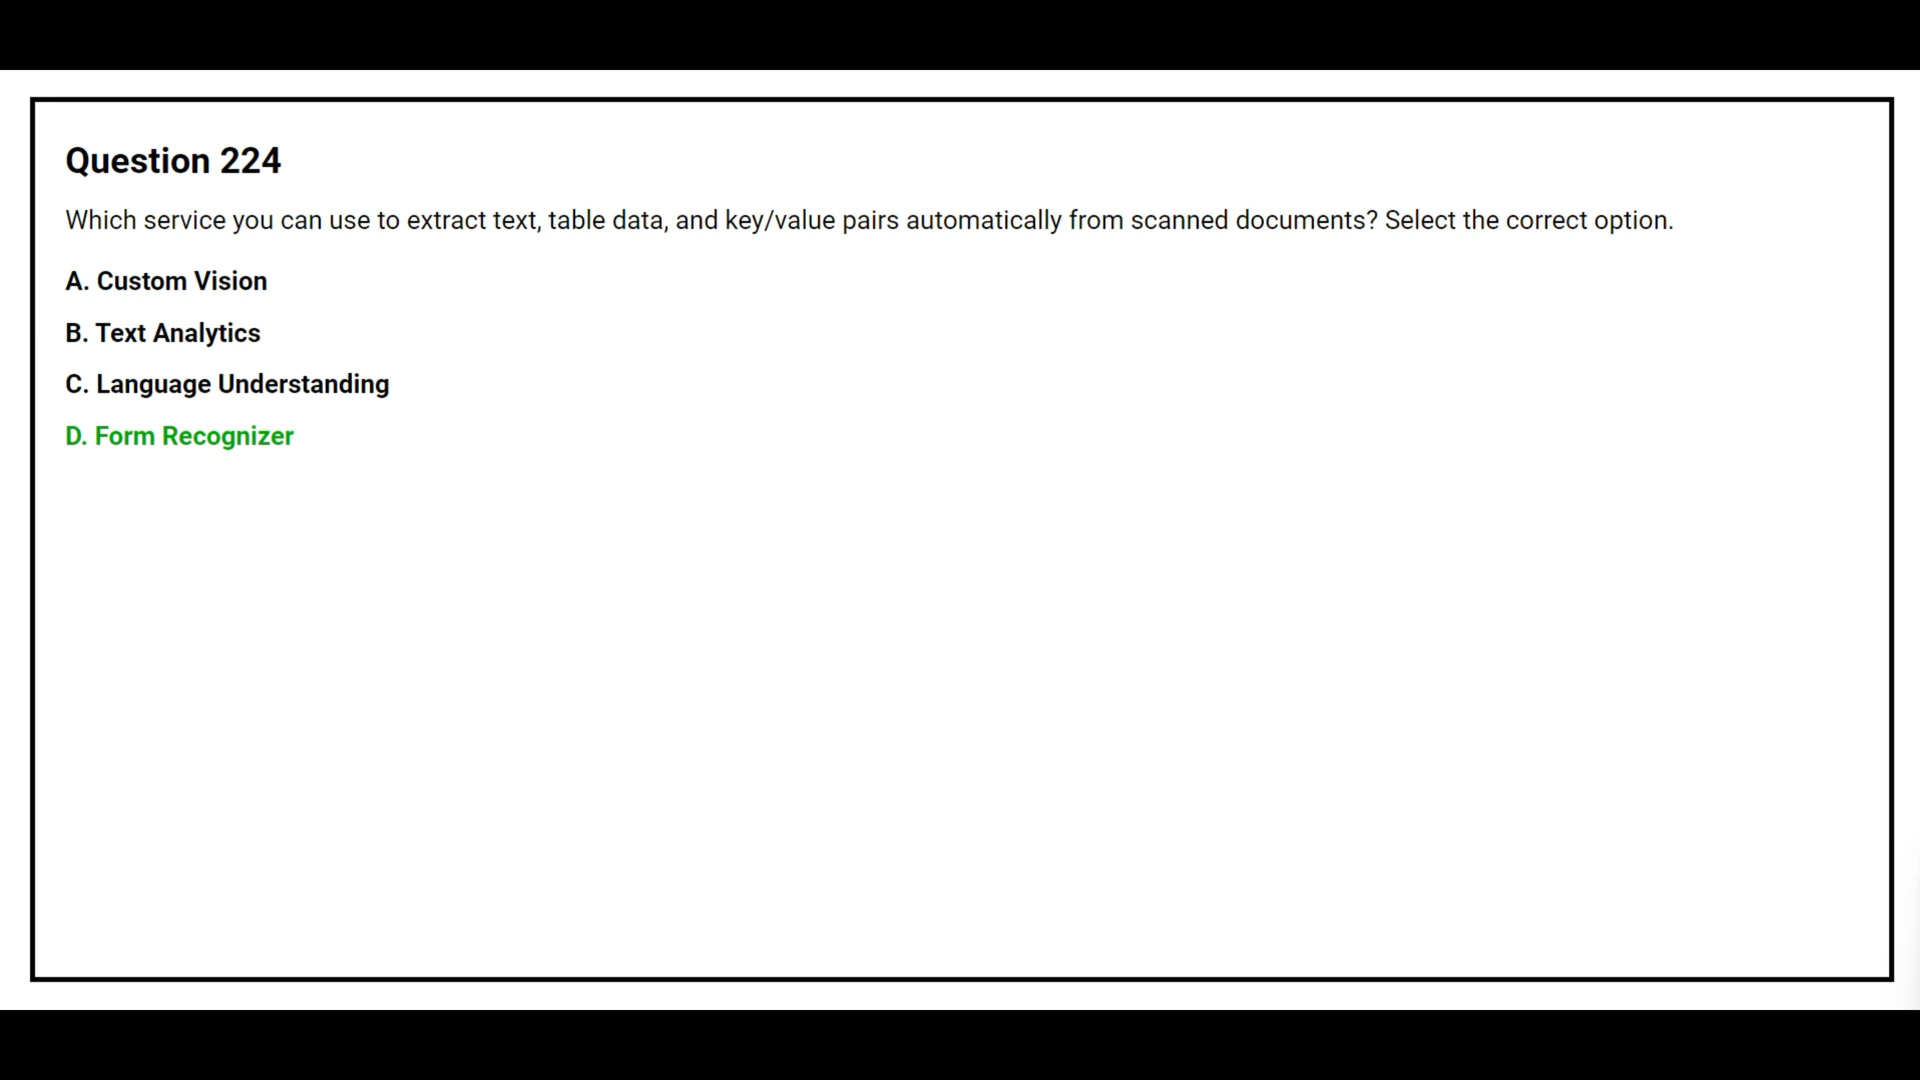 Question 224
Which service you can use to extract text, table data, and key/value pairs automatically from scanned documents? Select the correct option.
A. Custom Vision
B. Text Analytics
C. Language Understanding
D. Form Recognizer